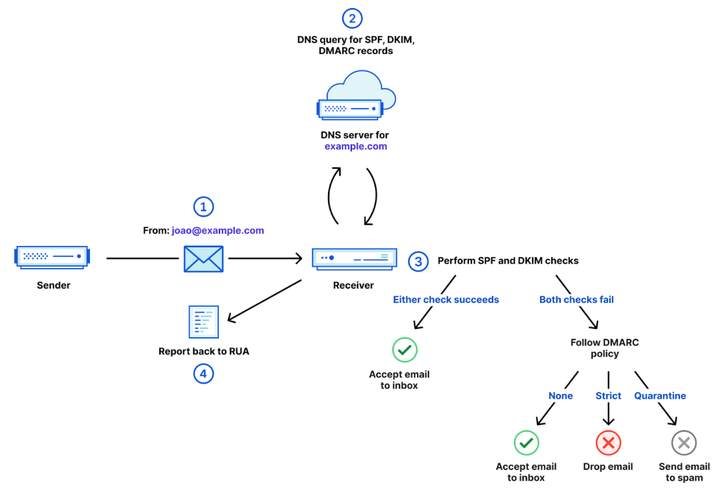 2
DNS query for SPF, DKIM,
DMARC records
DNS server for
example.com
1
From: joao@example.com
Sender
Receiver
3
Perform SPF and DKIM checks
Either check succeeds
Both checks fail
Report back to RUA
4
Accept email
to inbox
Follow DMARC
policy
None
Strict
Quarantine
Accept email
to inbox
Drop email
Send email
to spam